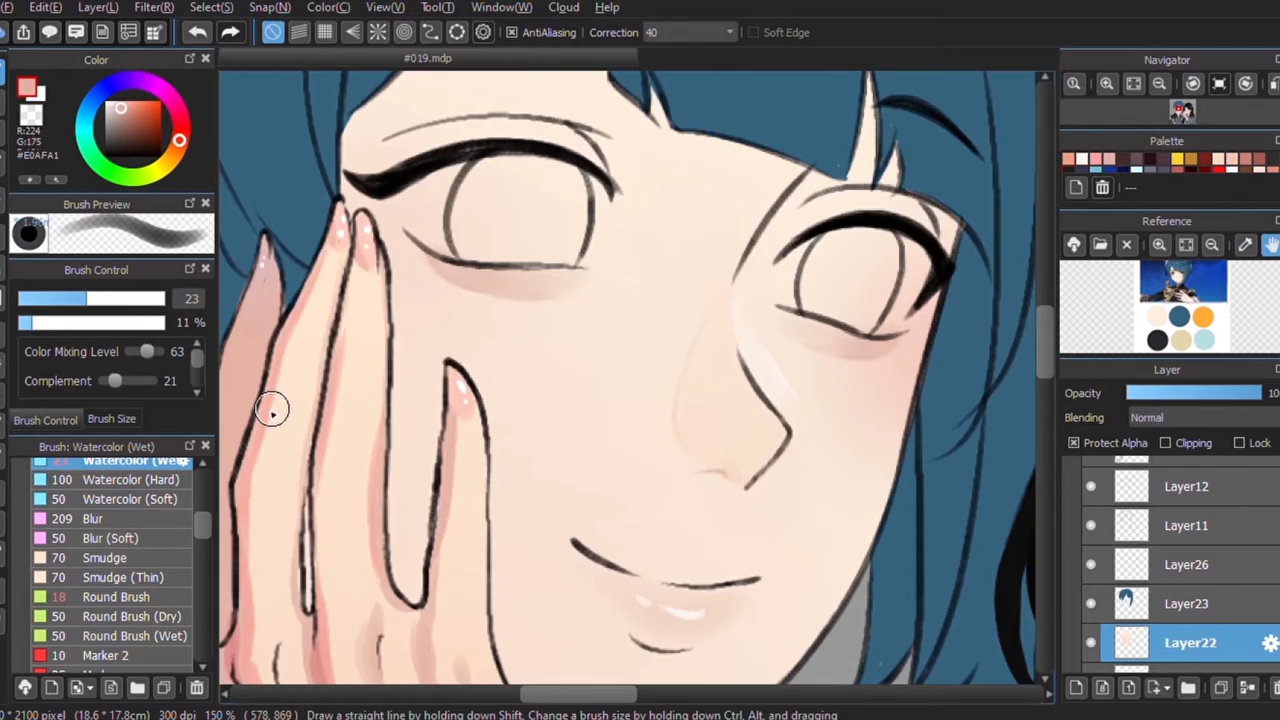 (F) Edit(E) Layer(L) Filter(R) Select(S) Snap(N) Color(C) View(V) Tool(T) Window(W) Cloud Help
AntiAliasing Correction 40 Soft Edge
Color
#019.mdp
Navigator
R:224
G:175
#E0AFA1
Palette
---
Brush Preview
Reference
Brush Control
23
11 %
Color Mixing Level 63
Complement 21
Brush Control Brush Size
Layer
Opacity 10
Blending Normal
Protect Alpha Clipping Lock
Brush: Watercolor (Wet)
23 Watercolor (Wet
100 Watercolor (Hard)
50 Watercolor (Soft)
209 Blur
50 Blur (Soft)
70 Smudge
70 Smudge (Thin)
18 Round Brush
50 Round Brush (Dry)
50 Round Brush (Wet)
10 Marker 2
Layer12
Layer11
Layer26
Layer23
Layer22
0 * 2100 pixel (18.6 * 17.8cm) 300 dpi 150 % ( 578, 869 ) Draw a straight line by holding down Shift, Change a brush size by holding down Ctrl, Alt, and dragging